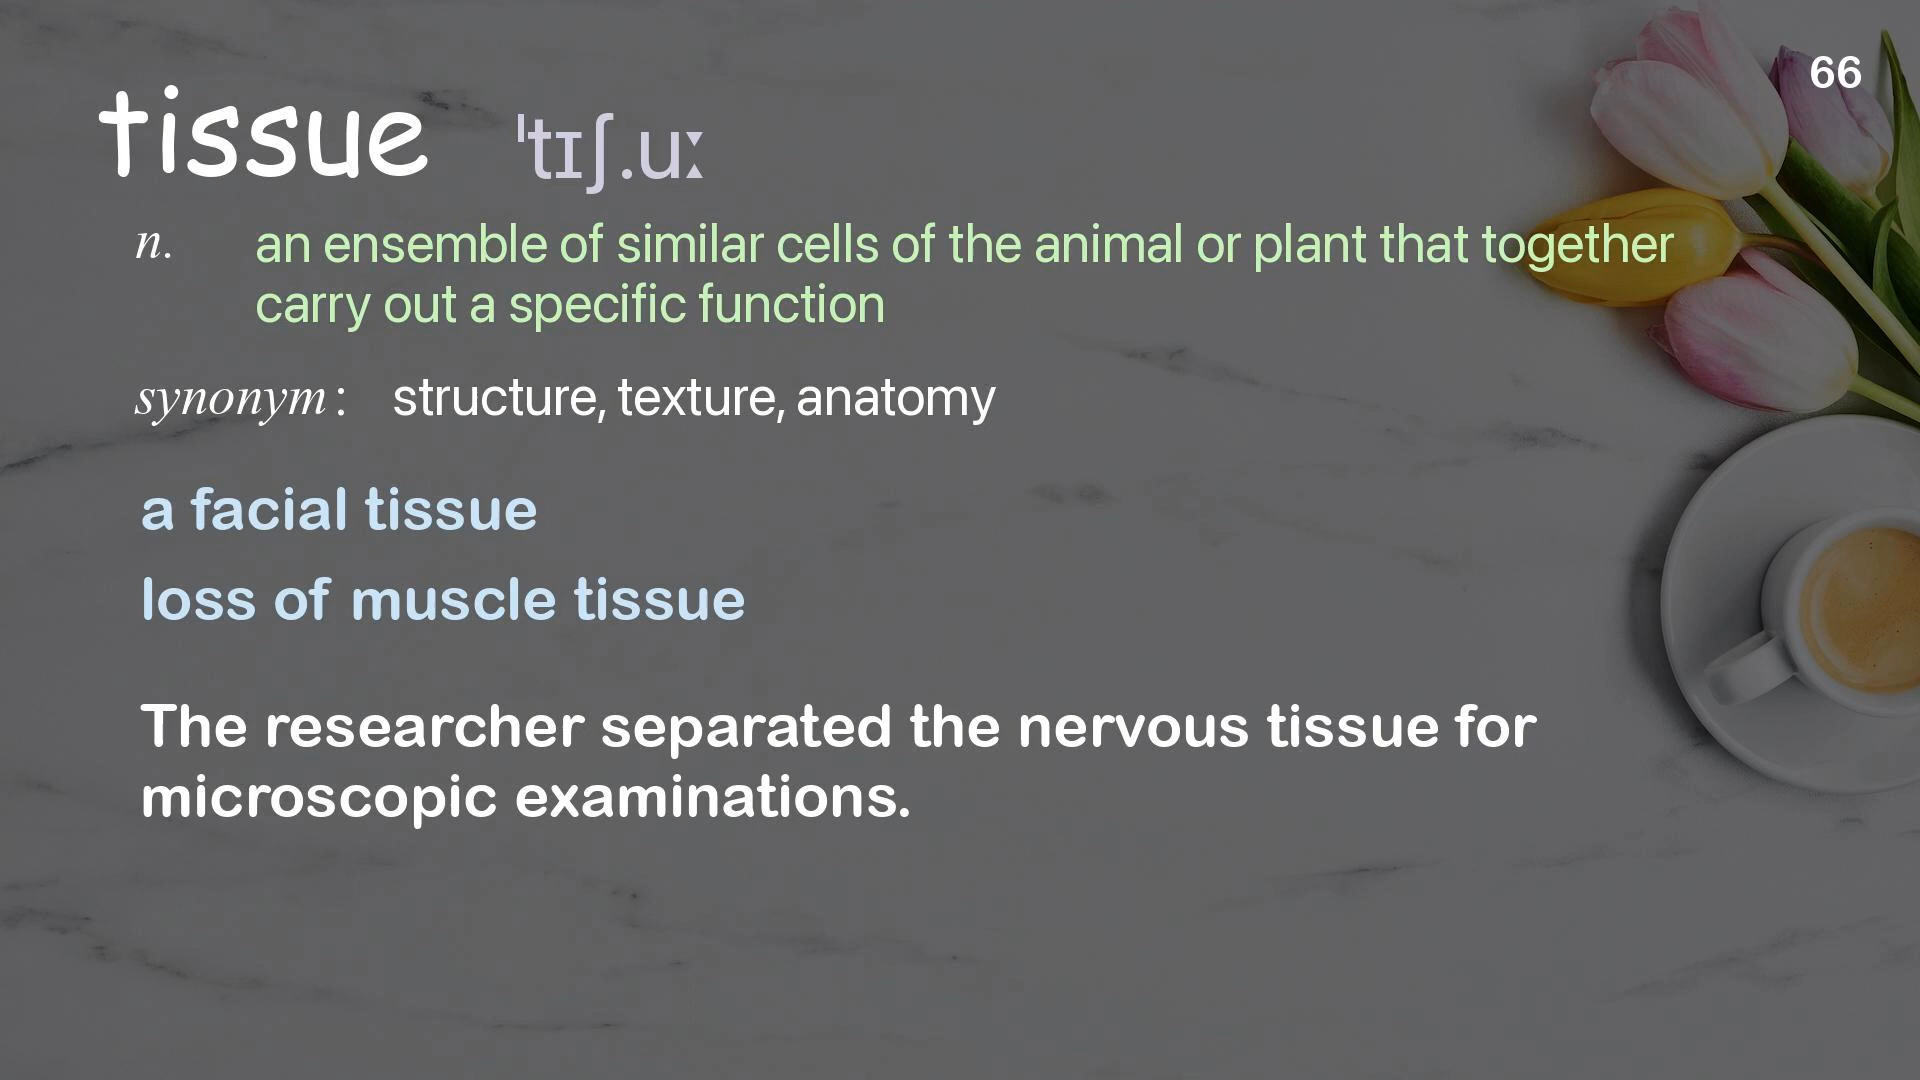 66
tissue ˈtɪʃ.uː
n. an ensemble of similar cells of the animal or plant that together
carry out a specific function
synonym: structure, texture, anatomy
a facial tissue
loss of muscle tissue
The researcher separated the nervous tissue for
microscopic examinations.